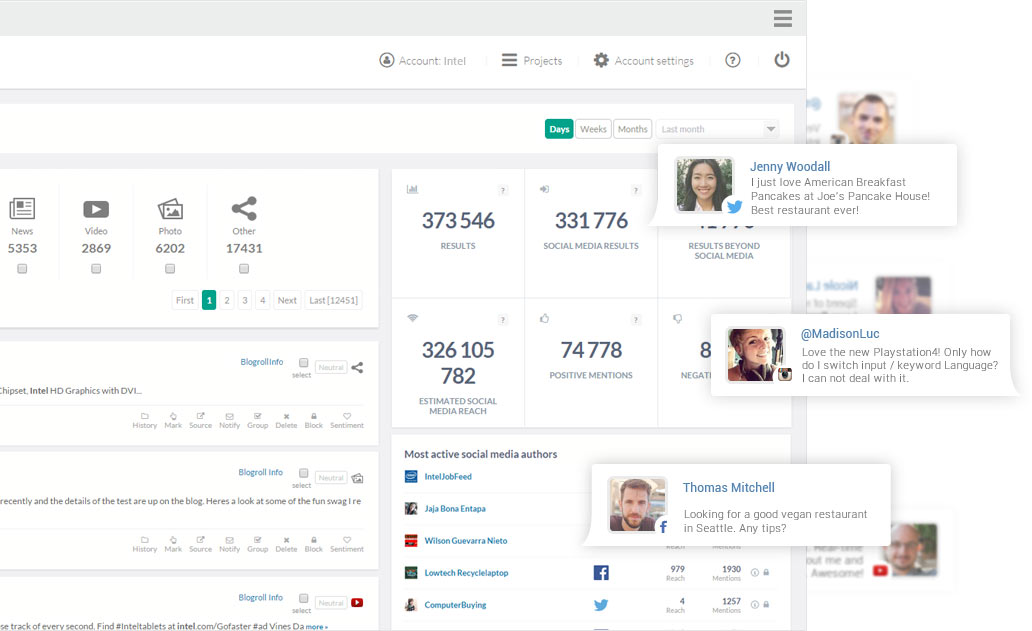 Account: Intel
Projects
Account settings
?
Days
Weeks
Months
Last month
News
5353
Video
2869
Photo
6202
Other
17431
First
1
2
3
4
Next
Last [12451]
?
373 546
RESULTS
?
331 776
SOCIAL MEDIA RESULTS
RESULTS BEYOND
SOCIAL MEDIA
?
326 105
782
ESTIMATED SOCIAL
MEDIA REACH
?
74 778
POSITIVE MENTIONS
8
Jenny Woodall
I just love American Breakfast
Pancakes at Joe's Pancake House!
Best restaurant ever!
@MadisonLuc
Love the new Playstation4! Only how
do I switch input / keyword Language?
I can not deal with it.
BlogrollInfo
select
Neutral
Chipset, Intel HD Graphics with DVI...
History
Mark
Source
Notify
Group
Delete
Block
Sentiment
Blogroll Info
select
Neutral
recently and the details of the test are up on the blog. Heres a look at some of the fun swag I re
History
Mark
Source
Notify
Group
Delete
Block
Sentiment
Blogroll Info
select
Neutral
se track of every second. Find #Inteltablets at intel.com/Gofaster #ad Vines Da more »
Most active social media authors
IntelJobFeed
Jaja Bona Entapa
Wilson Guevarra Nieto
Reach
Mentions
Lowtech Recyclelaptop
979
Reach
1930
Mentions
ComputerBuying
4
Reach
1257
Mentions
Thomas Mitchell
Looking for a good vegan restaurant
in Seattle. Any tips?
Awesome!